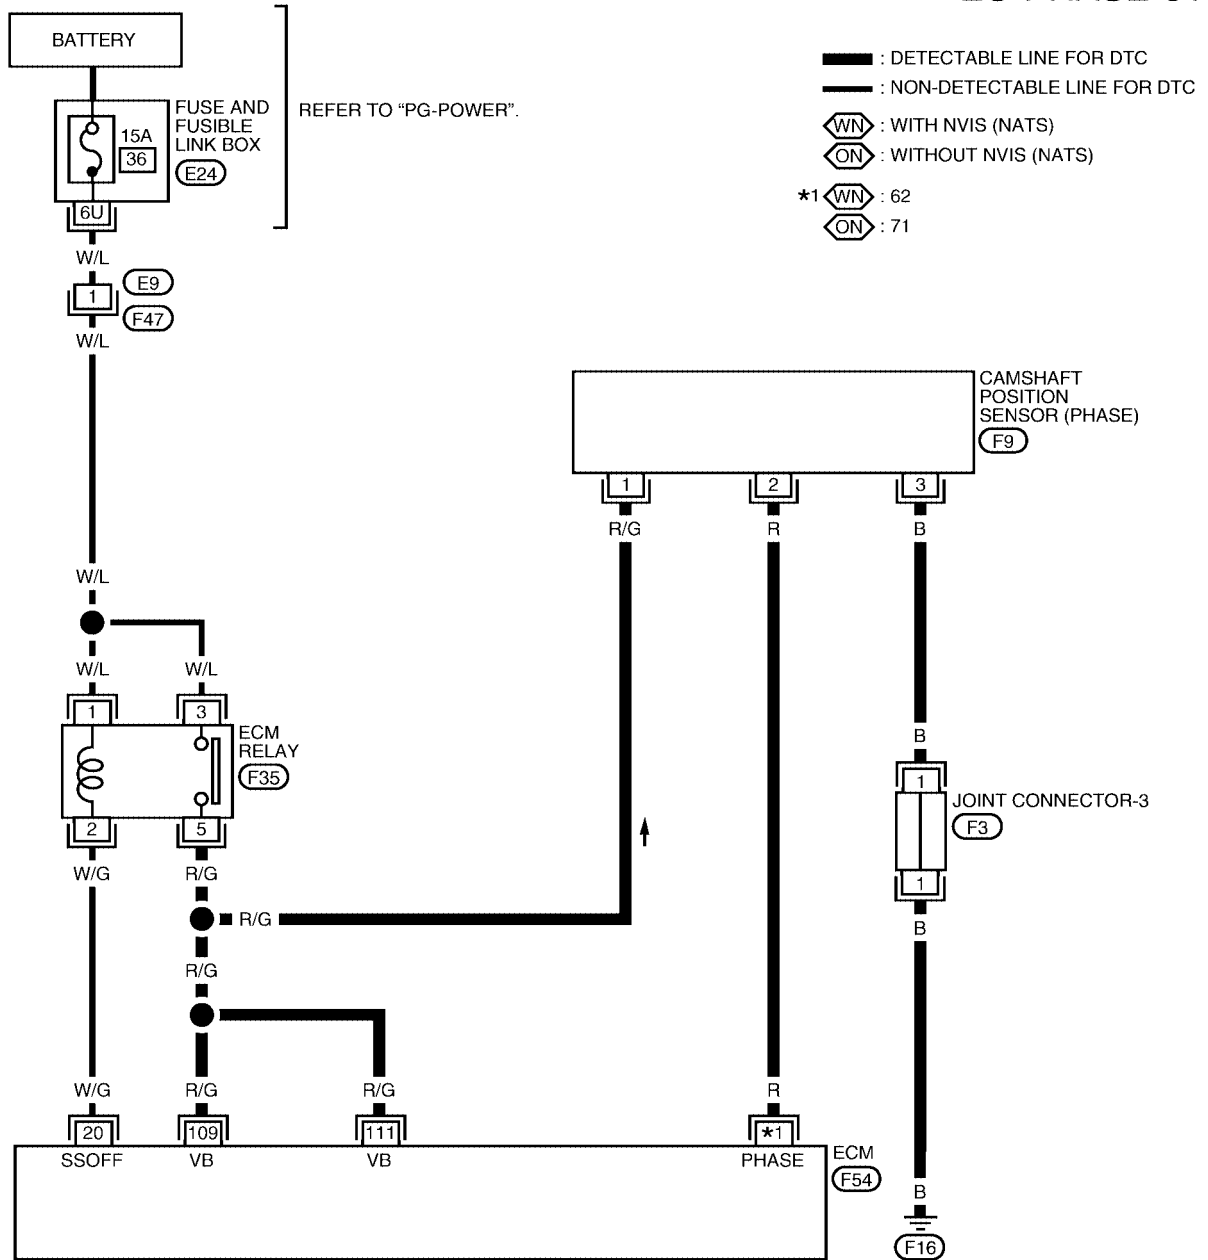 BATTERY
FUSE AND
FUSIBLE
LINK BOX
E24
15A
36
6U
REFER TO “PG-POWER”.
: DETECTABLE LINE FOR DTC
: NON-DETECTABLE LINE FOR DTC
WN : WITH NVIS (NATS)
ON : WITHOUT NVIS (NATS)
★1 WN : 62
ON : 71
W/L
E9
1
F47
W/L
CAMSHAFT
POSITION
SENSOR (PHASE)
F9
1 2 3
R/G R B
W/L
W/L W/L
1 3
ECM
RELAY
F35
2 5
W/G R/G
B
1
JOINT CONNECTOR-3
F3
1
B
R/G
R/G
W/G R/G R/G R
20 109 111 ★1
SSOFF VB VB PHASE
ECM
F54
B
F16